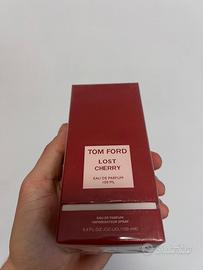 TOM FORD
LOST
CHERRY
EAU DE PARFUM
100 ML
EAU DE PARFUM
VAPORISATEUR SPRAY